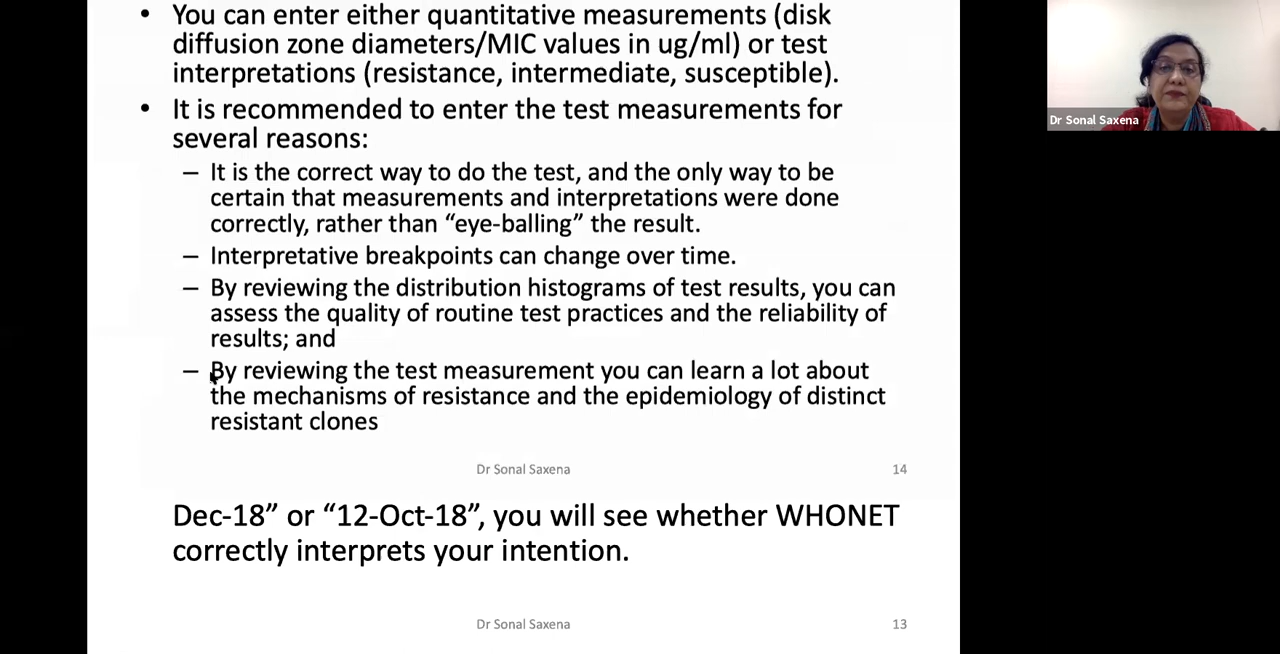 • You can enter either quantitative measurements (disk
diffusion zone diameters/MIC values in ug/ml) or test
interpretations (resistance, intermediate, susceptible).
• It is recommended to enter the test measurements for
several reasons:
– It is the correct way to do the test, and the only way to be
certain that measurements and interpretations were done
correctly, rather than “eye-balling” the result.
– Interpretative breakpoints can change over time.
– By reviewing the distribution histograms of test results, you can
assess the quality of routine test practices and the reliability of
results; and
– By reviewing the test measurement you can learn a lot about
the mechanisms of resistance and the epidemiology of distinct
resistant clones
Dr Sonal Saxena 14
Dec-18” or “12-Oct-18”, you will see whether WHONET
correctly interprets your intention.
Dr Sonal Saxena 13
Dr Sonal Saxena